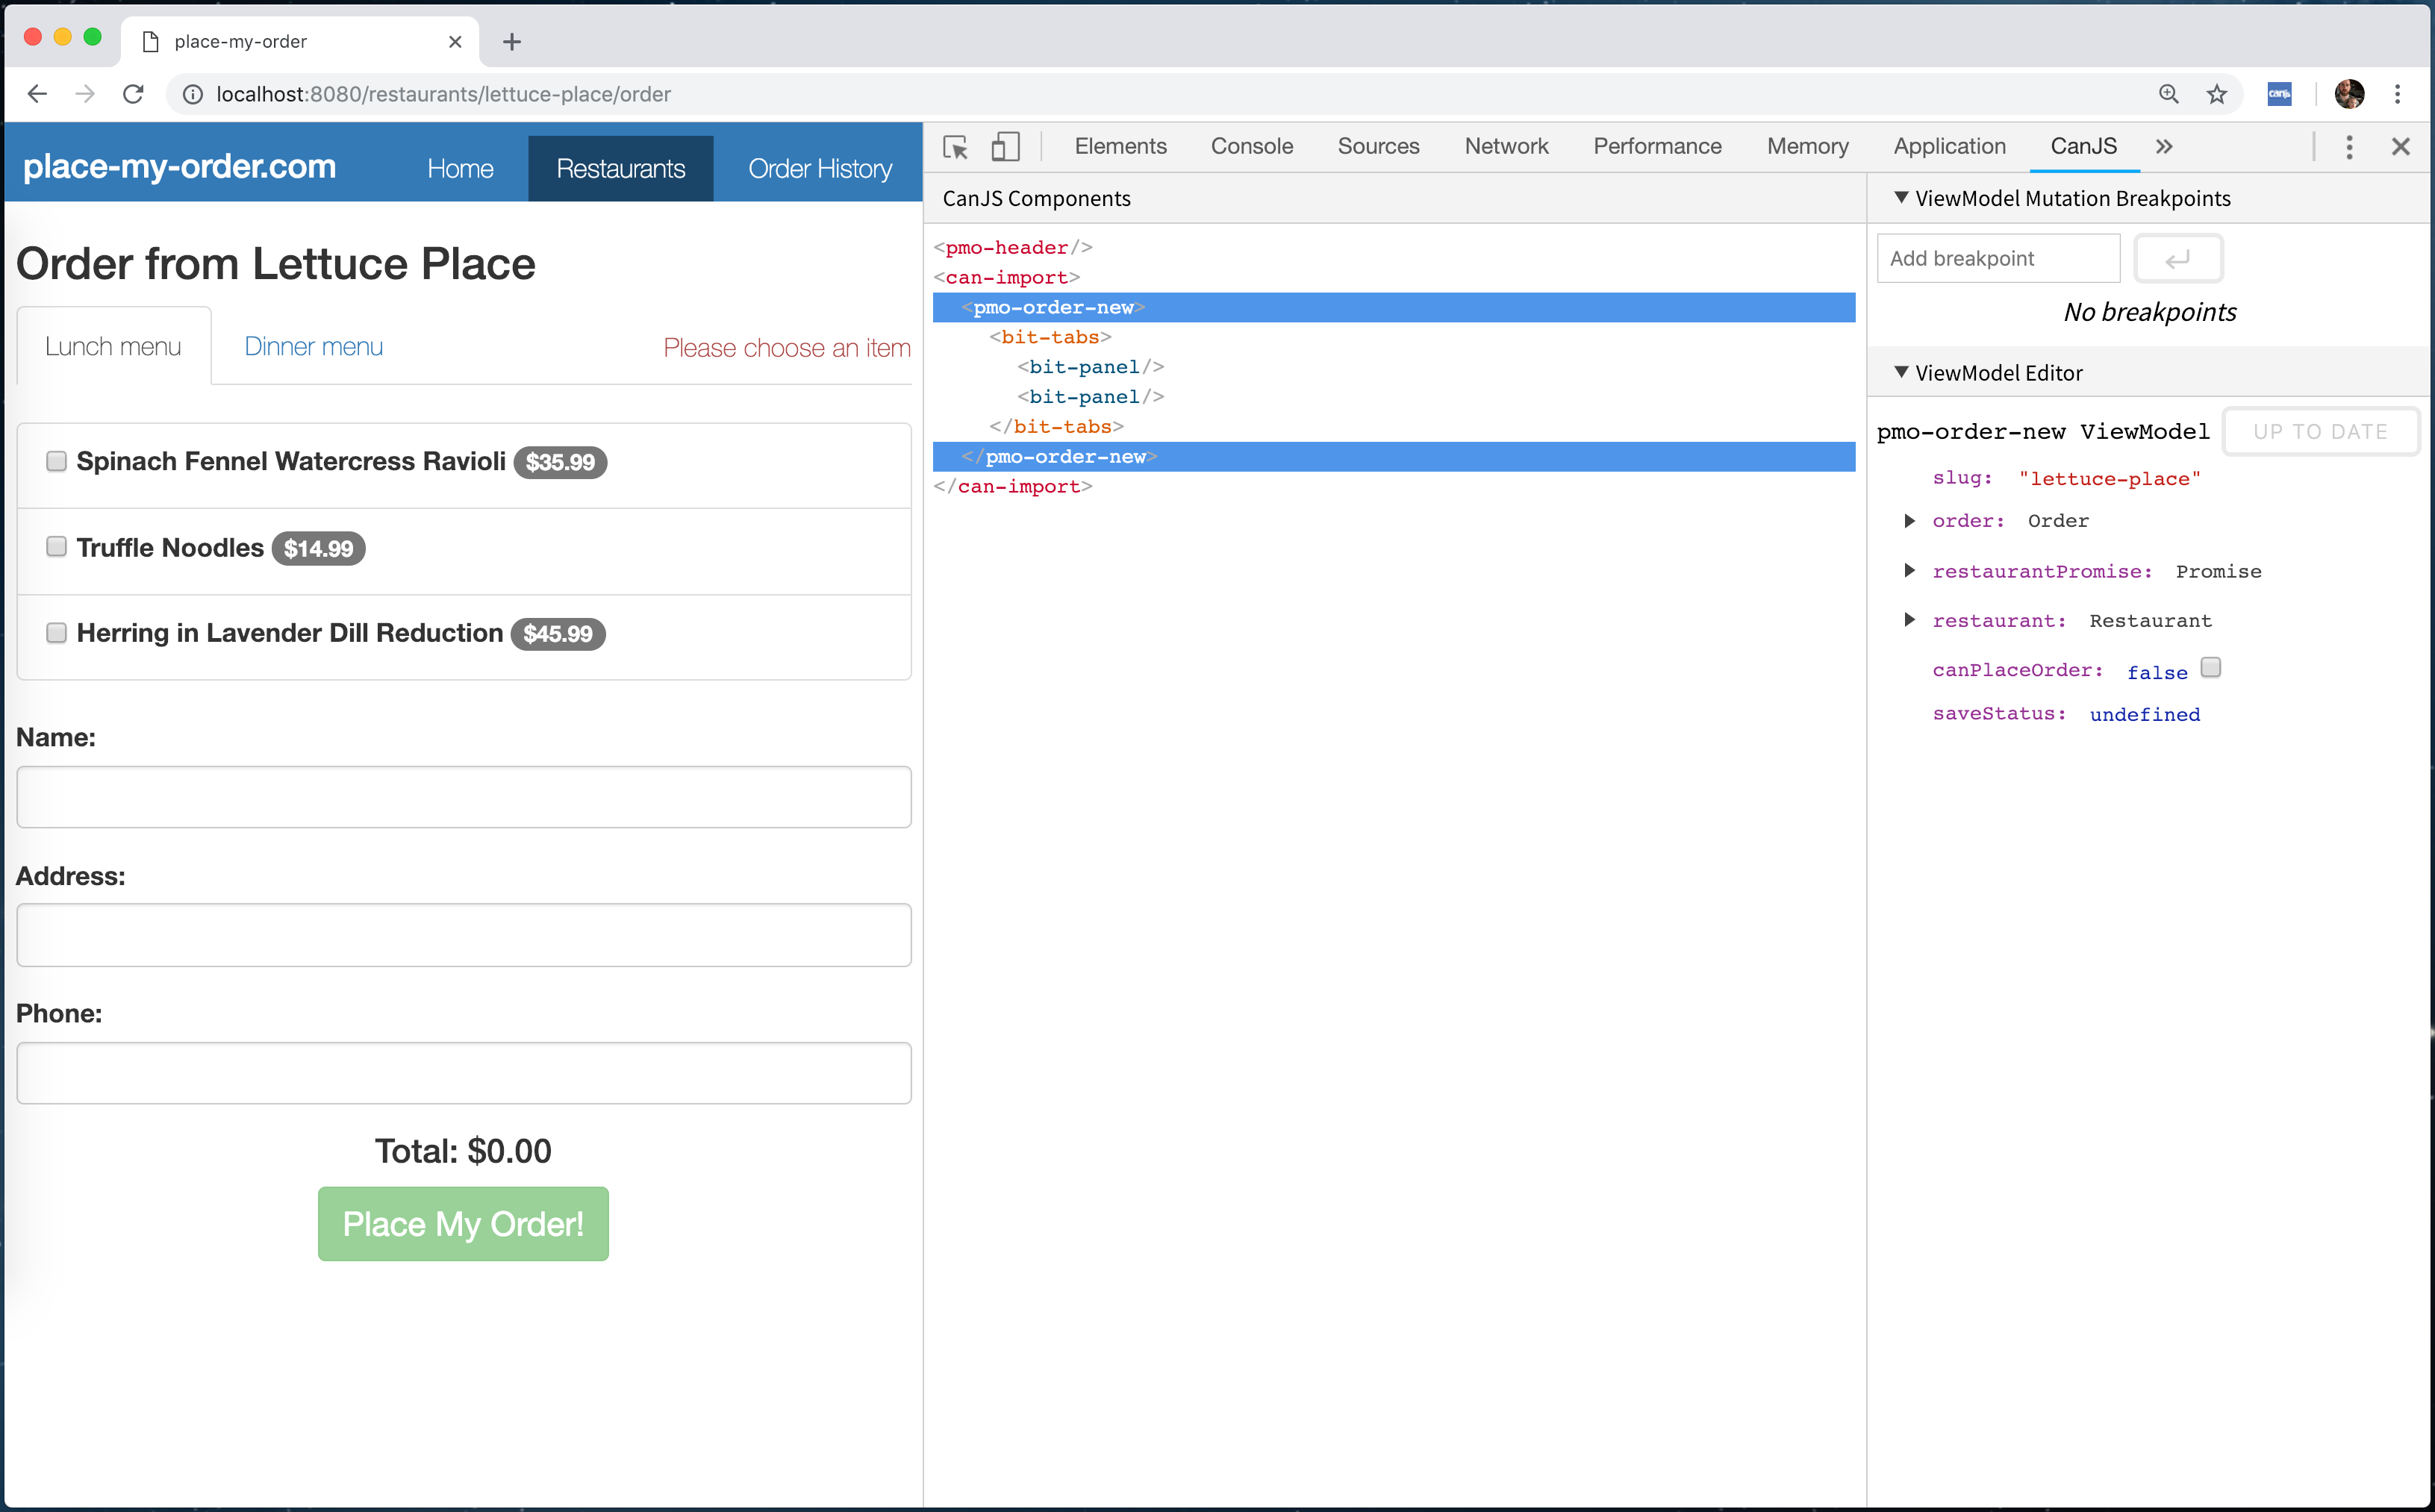 place-my-order
localhost:8080/restaurants/lettuce-place/order
canjs
place-my-order.com
Home
Restaurants
Order History
Order from Lettuce Place
Lunch menu
Dinner menu
Please choose an item
Spinach Fennel Watercress Ravioli $35.99
Truffle Noodles $14.99
Herring in Lavender Dill Reduction $45.99
Name:
Address:
Phone:
Total: $0.00
Place My Order!
Elements
Console
Sources
Network
Performance
Memory
Application
CanJS
CanJS Components
<pmo-header/>
<can-import>
<pmo-order-new>
<bit-tabs>
<bit-panel/>
<bit-panel/>
</bit-tabs>
</pmo-order-new>
</can-import>
ViewModel Mutation Breakpoints
Add breakpoint
No breakpoints
ViewModel Editor
pmo-order-new ViewModel
UP TO DATE
slug: "lettuce-place"
order: Order
restaurantPromise: Promise
restaurant: Restaurant
canPlaceOrder: false
saveStatus: undefined